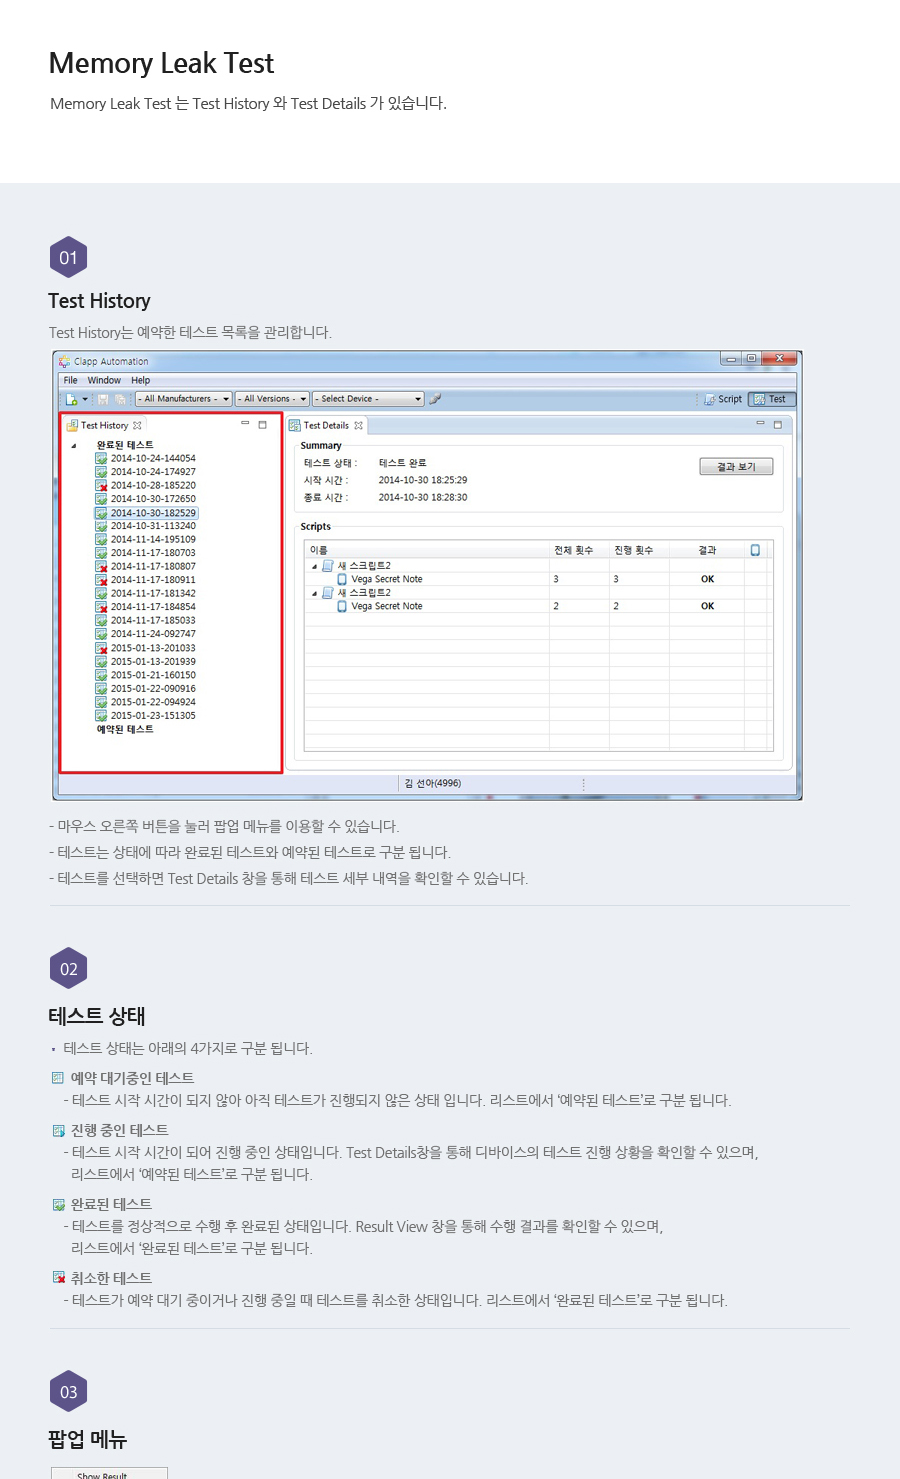 Memory Leak Test
Memory Leak Test 는 Test History 와 Test Details 가 있습니다.
01
Test History
Test History는 예약한 테스트 목록을 관리합니다.
Clapp Automation
File Window Help
- All Manufacturers - - All Versions - - Select Device - Script Test
Test History
완료된 테스트
2014-10-24-144054
2014-10-24-174927
2014-10-28-185220
2014-10-30-172650
2014-10-30-182529
2014-10-31-113240
2014-11-14-195109
2014-11-17-180703
2014-11-17-180807
2014-11-17-180911
2014-11-17-181342
2014-11-17-184854
2014-11-17-185033
2014-11-24-092747
2015-01-13-201033
2015-01-13-201939
2015-01-21-160150
2015-01-22-090916
2015-01-22-094924
2015-01-23-151305
예약된 테스트
Test Details
Summary
테스트 상태 : 테스트 완료
결과 보기
시작 시간 : 2014-10-30 18:25:29
종료 시간 : 2014-10-30 18:28:30
Scripts
이름 전체 횟수 진행 횟수 결과
새 스크립트2
Vega Secret Note 3 3 OK
새 스크립트2
Vega Secret Note 2 2 OK
김 선아(4996)
- 마우스 오른쪽 버튼을 눌러 팝업 메뉴를 이용할 수 있습니다.
- 테스트는 상태에 따라 완료된 테스트와 예약된 테스트로 구분 됩니다.
- 테스트를 선택하면 Test Details 창을 통해 테스트 세부 내역을 확인할 수 있습니다.
02
테스트 상태
• 테스트 상태는 아래의 4가지로 구분 됩니다.
예약 대기중인 테스트
- 테스트 시작 시간이 되지 않아 아직 테스트가 진행되지 않은 상태 입니다. 리스트에서 ‘예약된 테스트’로 구분 됩니다.
진행 중인 테스트
- 테스트 시작 시간이 되어 진행 중인 상태입니다. Test Details창을 통해 디바이스의 테스트 진행 상황을 확인할 수 있으며,
리스트에서 ‘예약된 테스트’로 구분 됩니다.
완료된 테스트
- 테스트를 정상적으로 수행 후 완료된 상태입니다. Result View 창을 통해 수행 결과를 확인할 수 있으며,
리스트에서 ‘완료된 테스트’로 구분 됩니다.
취소한 테스트
- 테스트가 예약 대기 중이거나 진행 중일 때 테스트를 취소한 상태입니다. 리스트에서 ‘완료된 테스트’로 구분 됩니다.
03
팝업 메뉴
Show Result